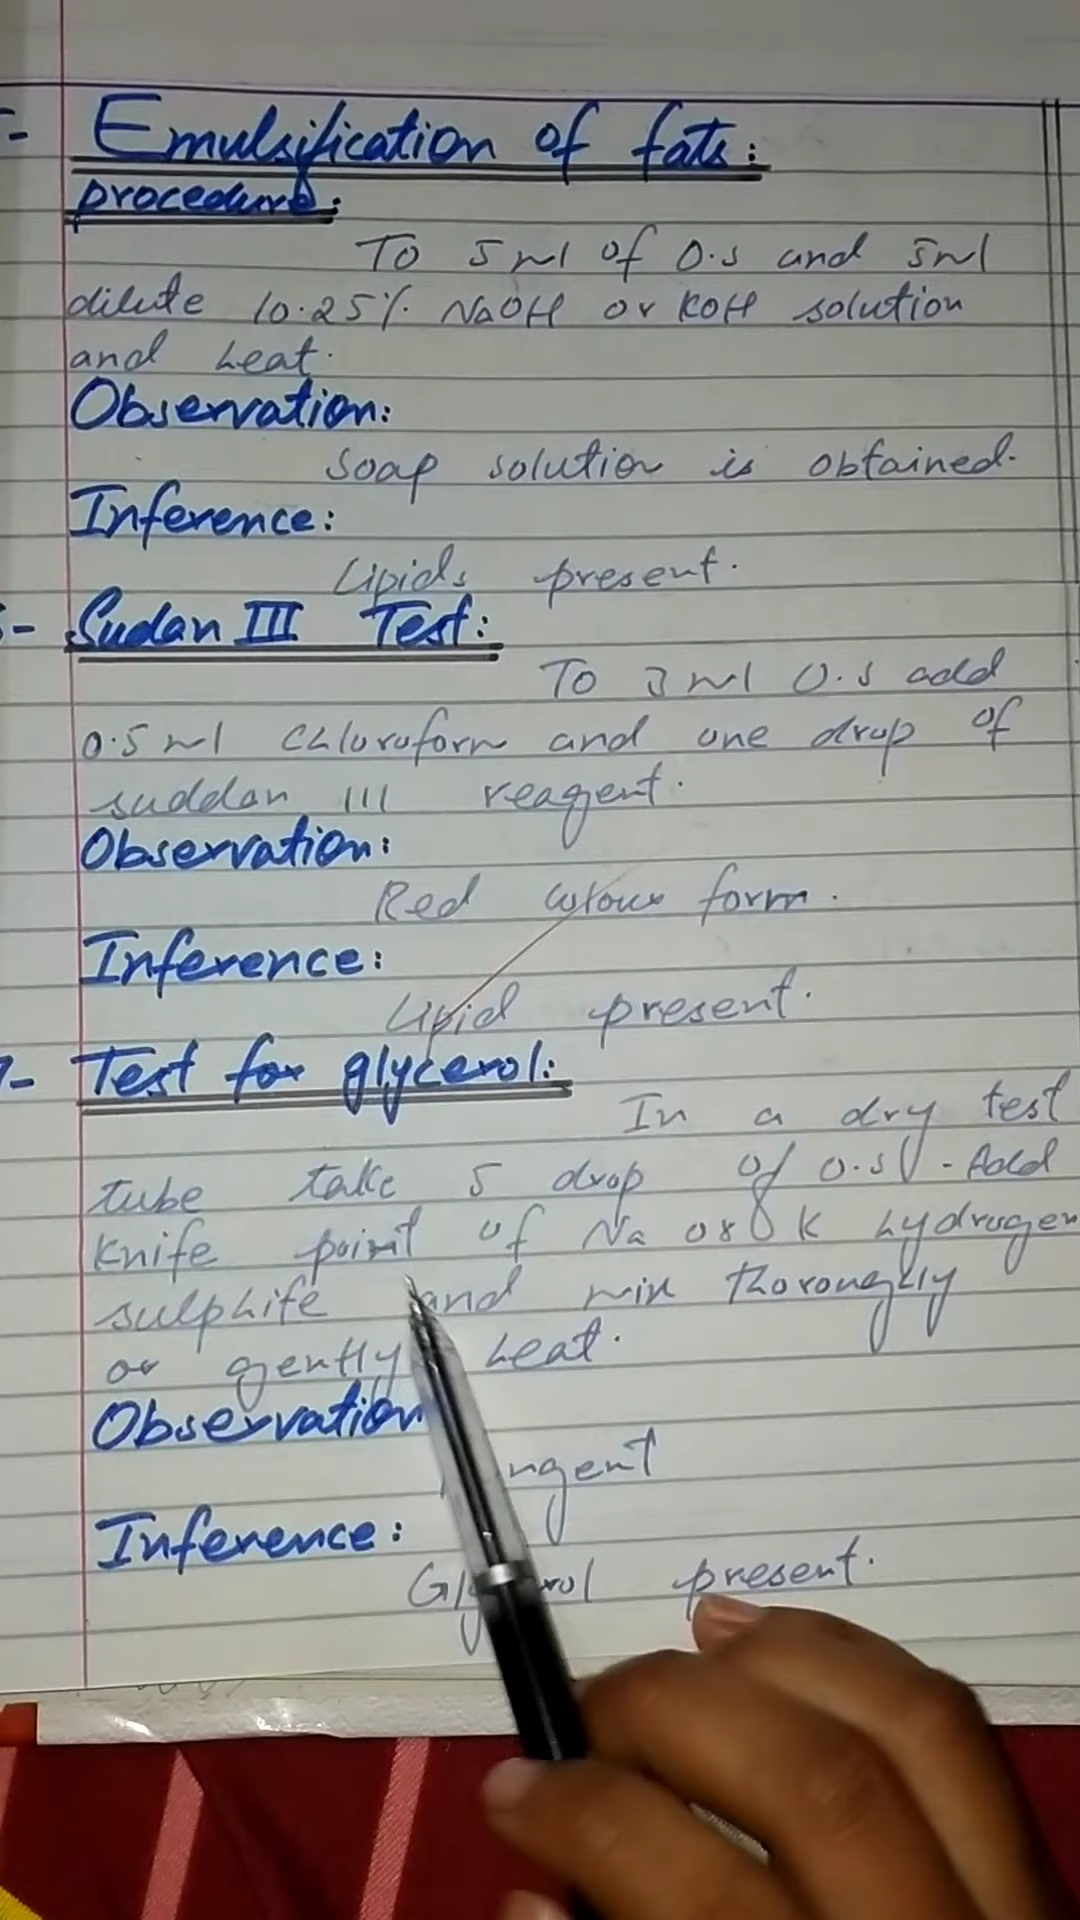 - Emulsification of fats:
procedure:
To 5ml of O.s and 5ml
dilute 10.25% NaOH or KOH solution
and heat.
Observation:
soap solution is obtained.
Inference:
Lipids present.
- Sudan III Test:
To 3ml O.s add
0.5ml chloroform and one drop of
suddan III reagent.
Observation:
Red colour form.
Inference:
Lipid present.
- Test for glycerol:
In a dry test
tube take 5 drop of O.s. Add
knife point of Na or K hydrogen
sulphife and mix thoroughly
or gently heat.
Observation
Inference:
present.